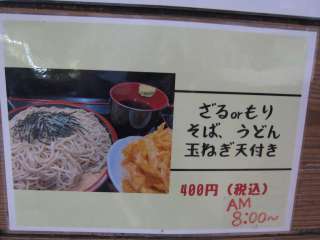 ざるorもり
そば、うどん
玉ねぎ天付き
400円（税込）
AM
8:00〜